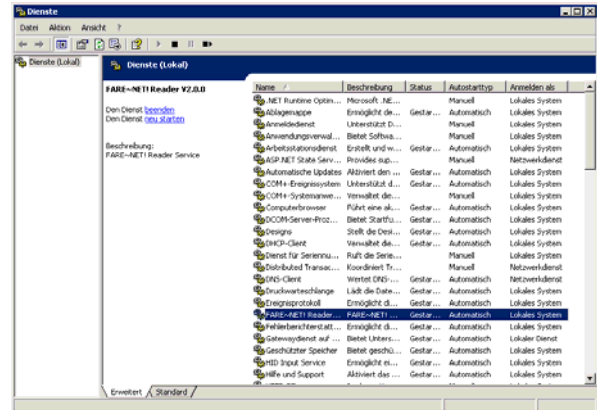 Dienste
Datei Aktion Ansicht ?
Dienste (Lokal)
Dienste (Lokal)
FARE~NET! Reader V2.0.0
Den Dienst beenden
Den Dienst neu starten
Beschreibung:
FARE~NET! Reader Service
Name Beschreibung Status Autostarttyp Anmelden als
.NET Runtime Optim... Microsoft .NE... Manuell Lokales System
Ablagemappe Ermöglicht de... Gestar... Automatisch Lokales System
Anmeldedienst Unterstützt D... Manuell Lokales System
Anwendungsverwal... Bietet Softwa... Manuell Lokales System
Arbeitsstationsdienst Erstellt und w... Gestar... Automatisch Lokales System
ASP.NET State Serv... Provides sup... Manuell Netzwerkdienst
Automatische Updates Aktiviert den ... Gestar... Automatisch Lokales System
COM+-Ereignissystem Unterstützt d... Gestar... Automatisch Lokales System
COM+-Systemanwe... Verwaltet die... Manuell Lokales System
Computerbrowser Führt eine ak... Gestar... Automatisch Lokales System
DCOM-Server-Proz... Bietet Startfu... Gestar... Automatisch Lokales System
Designs Stellt die Desi... Gestar... Automatisch Lokales System
DHCP-Client Verwaltet die... Gestar... Automatisch Lokales System
Dienst für Seriennu... Ruft die Serie... Manuell Lokales System
Distributed Transac... Koordiniert Tr... Manuell Netzwerkdienst
DNS-Client Wertet DNS-... Gestar... Automatisch Netzwerkdienst
Druckwarteschlange Lädt die Date... Gestar... Automatisch Lokales System
Ereignisprotokoll Ermöglicht di... Gestar... Automatisch Lokales System
FARE~NET! Reader... FARE~NET! ... Gestar... Automatisch Lokales System
Fehlerberichterstatt... Ermöglicht di... Gestar... Automatisch Lokales System
Gatewaydienst auf ... Bietet Unters... Gestar... Automatisch Lokaler Dienst
Geschützter Speicher Bietet geschü... Gestar... Automatisch Lokales System
HID Input Service Ermöglicht ei... Gestar... Automatisch Lokales System
Hilfe und Support Aktiviert das ... Gestar... Automatisch Lokales System
Erweitert Standard